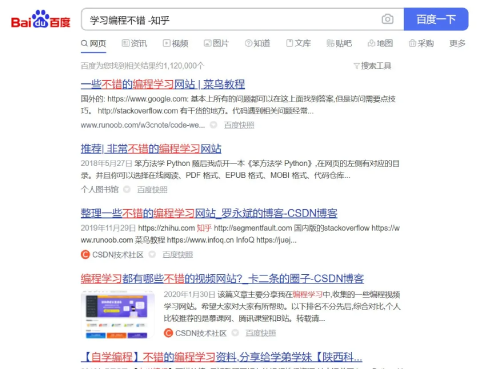 Bai du 百度 学习编程不错 -知乎 百度一下
网页 资讯 视频 图片 知道 文库 贴吧 地图 采购 更多
百度为您找到相关结果约1,120,000个 搜索工具
一些不错的编程学习网站 | 菜鸟教程
国外的: https://www.google.com: 基本上所有的问题都可以在这上面找到答案,但是访问需要点技
巧。 http://stackoverflow.com 有干货的地方。代码遇到相关问题经常...
www.runoob.com/w3cnote/code-we... 百度快照
推荐| 非常不错的编程学习网站
2018年5月27日 笨方法学 Python 随后我点开一本《笨方法学 Python》,在网页的左侧有对应的目
录。并且你可以选择在线阅读、PDF 格式、EPUB 格式、MOBI 格式、代码仓库...
个人图书馆 百度快照
整理一些不错的编程学习网站_罗永斌的博客-CSDN博客
2019年11月29日 https://zhihu.com 知乎 http://segmentfault.com 国内版的stackoverflow https://ww
w.runoob.com 菜鸟教程 https://www.infoq.cn InfoQ https://juej...
CSDN技术社区 百度快照
编程学习都有哪些不错的视频网站?_卡二条的圈子-CSDN博客
2020年1月30日 该篇文章主要分享我在编程学习中,收集的一些编程视频
学习网站。希望大家对大家有所帮助。以下排名不分先后,综合对比,个人
比较推荐的是慕课网、腾讯课堂和B站。转载请...
CSDN技术社区 百度快照
【自学编程】不错的编程学习资料,分享给学弟学妹【陕西科...